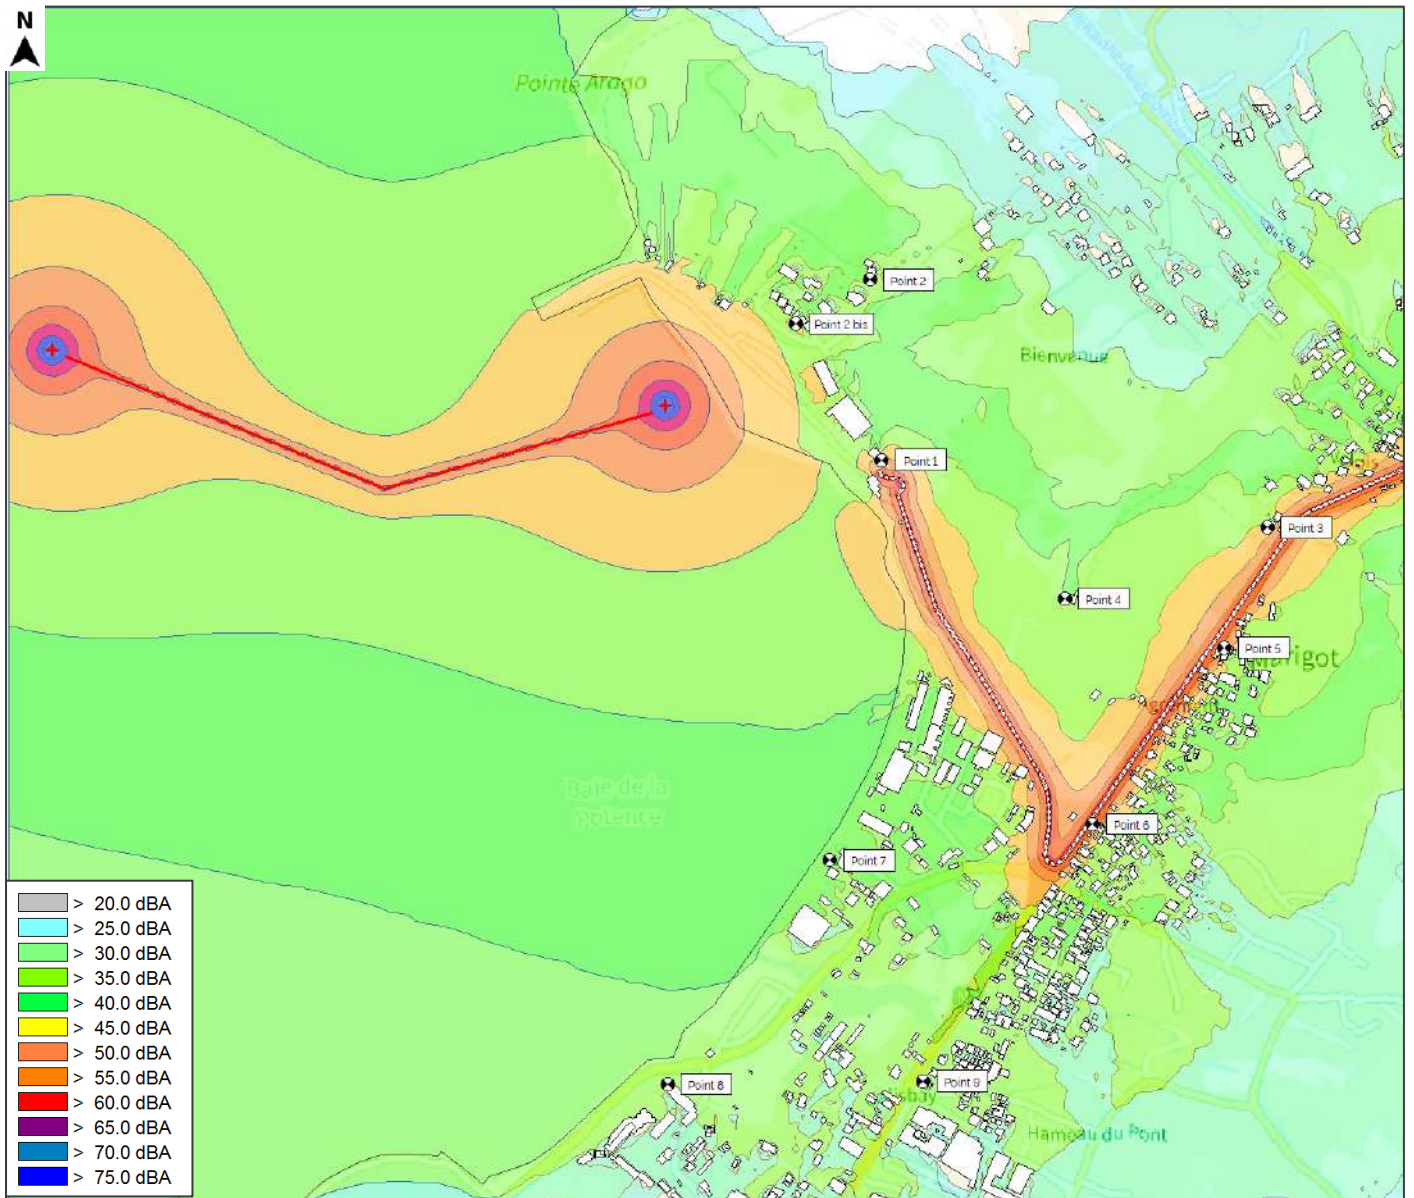 N
Pointe Arago
Point 2
Point 2 bis
Bienvenue
Point 1
Point 3
Point 4
Point 5
Marigot
Baie de la
Potence
Point 6
Point 7
> 20.0 dBA
> 25.0 dBA
> 30.0 dBA
> 35.0 dBA
> 40.0 dBA
> 45.0 dBA
> 50.0 dBA
> 55.0 dBA
> 60.0 dBA
> 65.0 dBA
> 70.0 dBA
> 75.0 dBA
Point 8
Point 9
Hameau du Pont